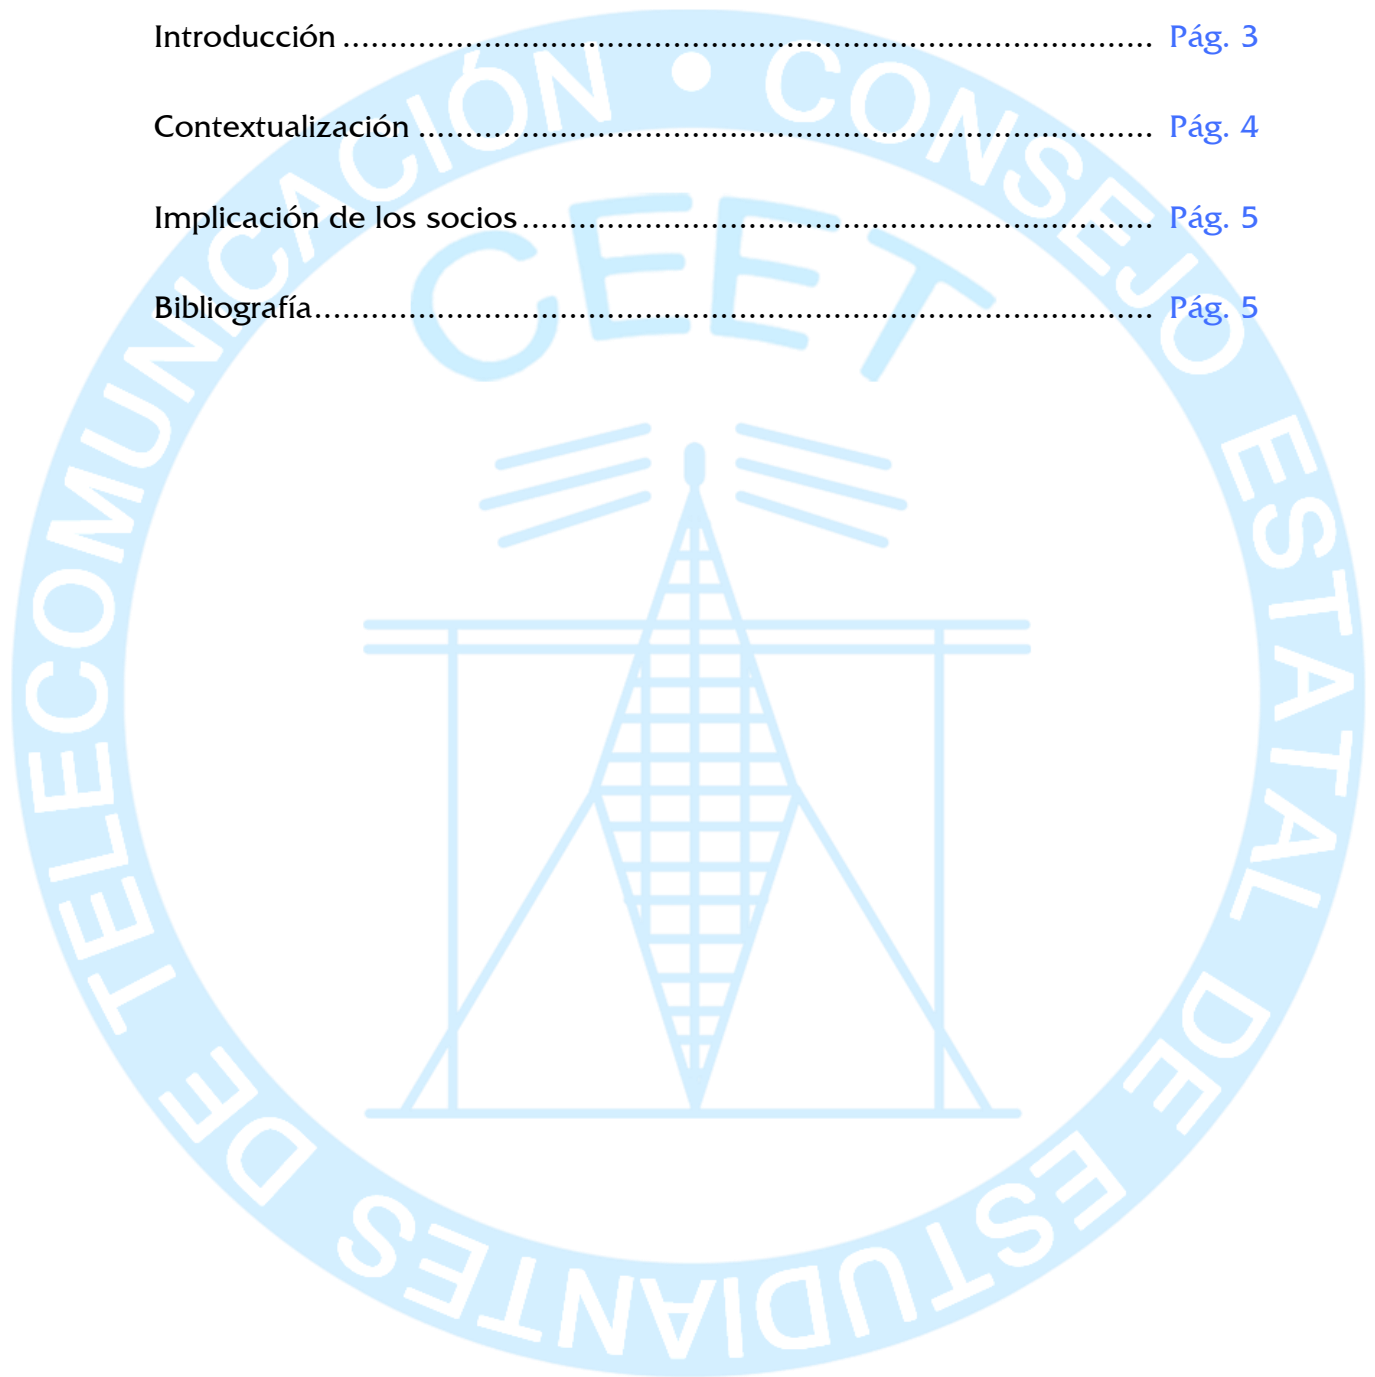 Introducción ........................................................................................ Pág. 3
Contextualización ................................................................................ Pág. 4
Implicación de los socios .................................................................... Pág. 5
Bibliografía........................................................................................... Pág. 5
CONSEJO ESTATAL DE ESTUDIANTES DE TELECOMUNICACIÓN •
CEET